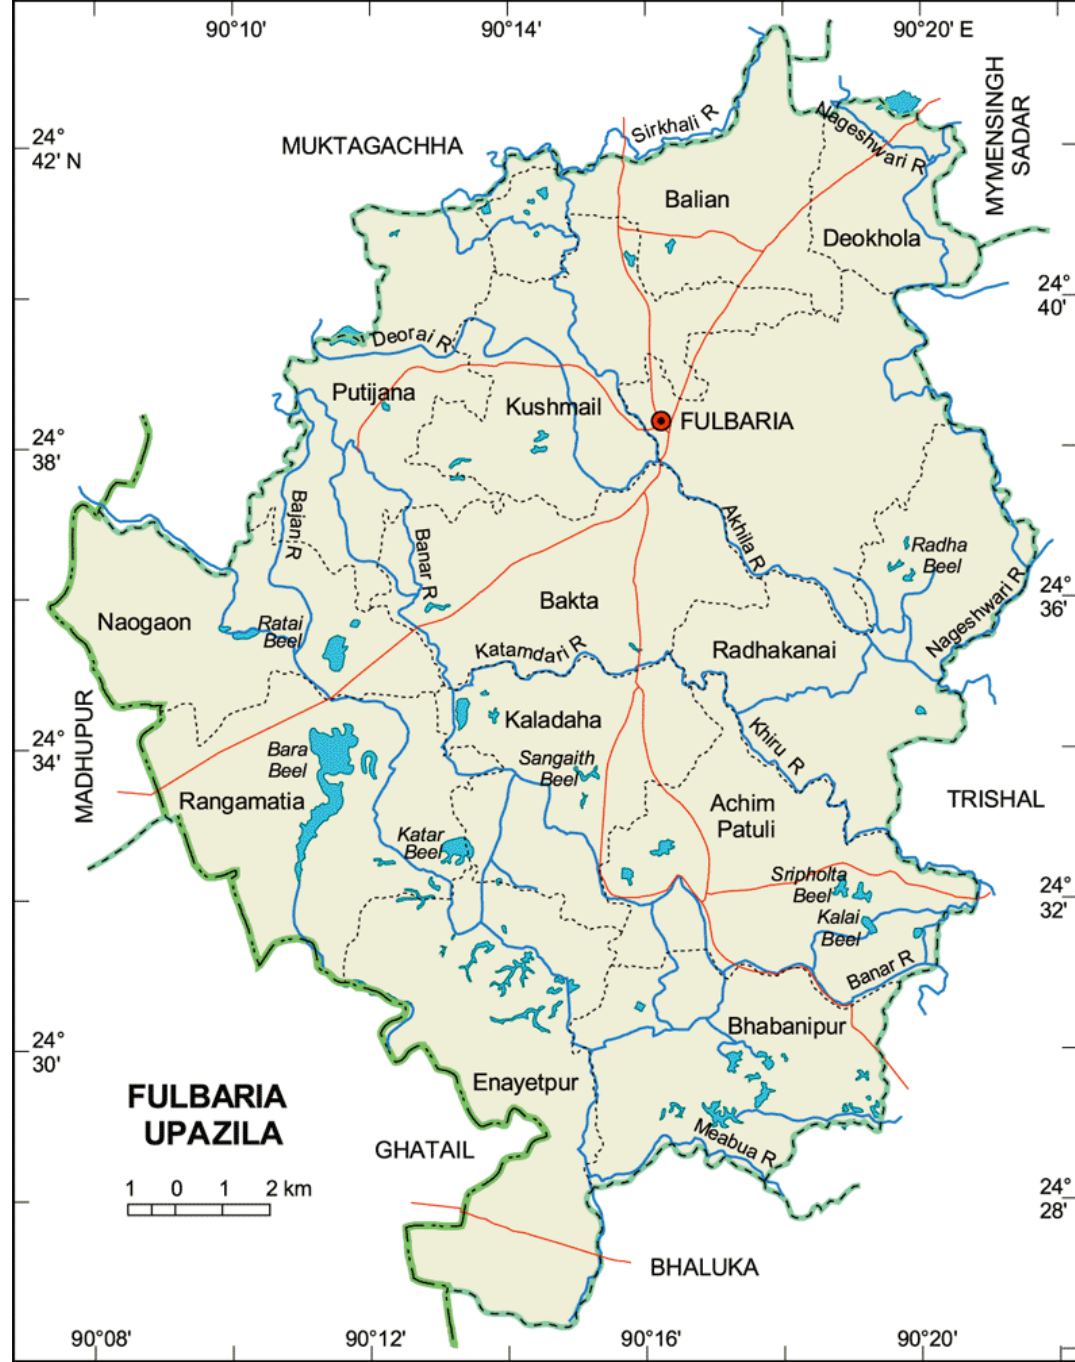 90°10'
90°14'
90°20' E
24°
42' N
MUKTAGACHHA
Sirkhali R
Nageshwari R
MYMENSINGH
SADAR
Balian
Deokhola
24°
40'
Deorai R
Putijana
Kushmail
FULBARIA
24°
38'
Bajani R
Banar R
Akhila R
Radha
Beel
Nageshwari R
24°
36'
Naogaon
Ratai
Beel
Bakta
Katamdari R
Radhakanai
MADHUPUR
Kaladaha
Khiru R
24°
34'
Bara
Beel
Sangaith
Beel
Rangamatia
Achim
Patuli
TRISHAL
Katar
Beel
Sripholta
Beel
24°
32'
Kalai
Beel
Banar R
Bhabanipur
24°
30'
Enayetpur
FULBARIA
UPAZILA
GHATAIL
Meabua R
1 0 1 2 km
24°
28'
BHALUKA
90°08'
90°12'
90°16'
90°20'